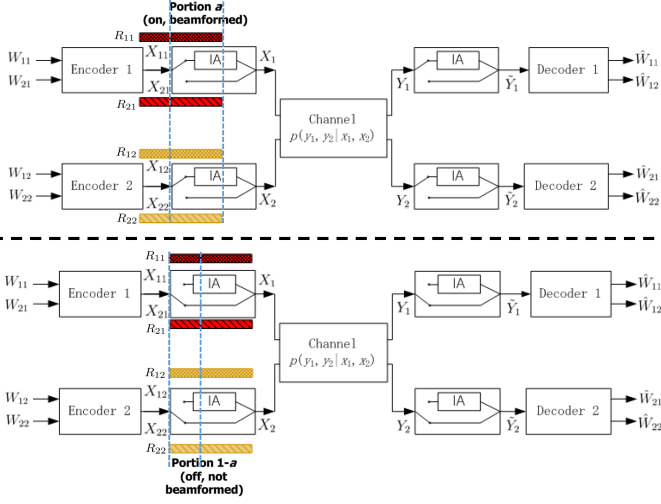 Portion a
(on, beamformed)
R₁₁
W₁₁
W₂₁
Encoder 1
X₁₁
X₂₁
IA
X₁
R₂₁
Channel
p(y₁, y₂| x₁, x₂)
Y₁
IA
Ỹ₁
Decoder 1
Ŵ₁₁
Ŵ₁₂
R₁₂
W₁₂
W₂₂
Encoder 2
X₁₂
X₂₂
IA
X₂
R₂₂
Y₂
IA
Ỹ₂
Decoder 2
Ŵ₂₁
Ŵ₂₂
R₁₁
W₁₁
W₂₁
Encoder 1
X₁₁
X₂₁
IA
X₁
R₂₁
Channel
p(y₁, y₂| x₁, x₂)
Y₁
IA
Ỹ₁
Decoder 1
Ŵ₁₁
Ŵ₁₂
R₁₂
W₁₂
W₂₂
Encoder 2
X₁₂
X₂₂
IA
X₂
R₂₂
Y₂
IA
Ỹ₂
Decoder 2
Ŵ₂₁
Ŵ₂₂
Portion 1-a
(off, not
beamformed)